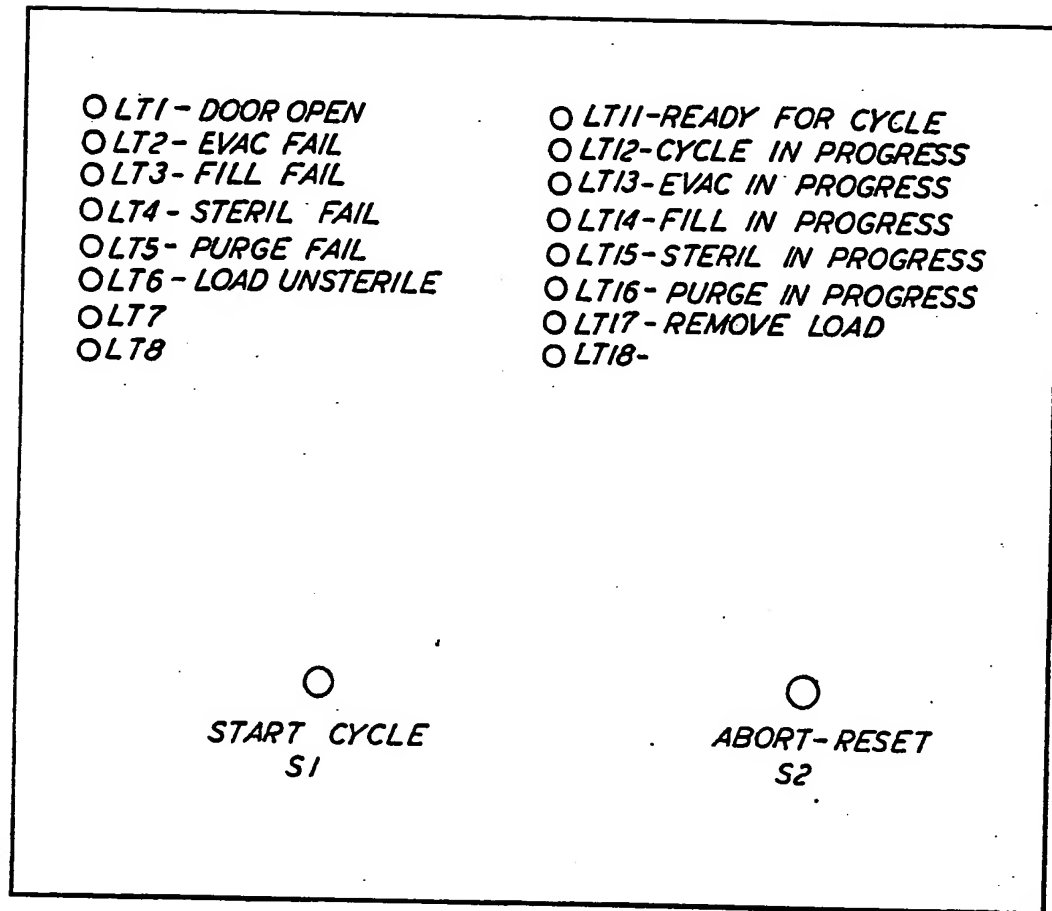 LT1 - DOOR OPEN
LT2 - EVAC FAIL
LT3 - FILL FAIL
LT4 - STERIL FAIL
LT5 - PURGE FAIL
LT6 - LOAD UNSTERILE
LT7
LT8
LT11-READY FOR CYCLE
LT12-CYCLE IN PROGRESS
LT13-EVAC IN PROGRESS
LT14-FILL IN PROGRESS
LT15-STERIL IN PROGRESS
LT16- PURGE IN PROGRESS
LT17-REMOVE LOAD
LT18-
START CYCLE
S1
ABORT-RESET
S2